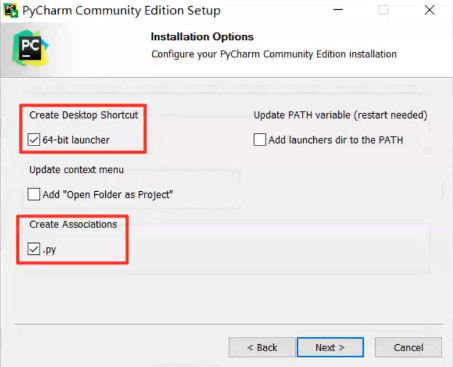 PyCharm Community Edition Setup
PC
Installation Options
Configure your PyCharm Community Edition installation
Create Desktop Shortcut
64-bit launcher
Update PATH variable (restart needed)
Add launchers dir to the PATH
Update context menu
Add "Open Folder as Project"
Create Associations
.py
< Back
Next >
Cancel